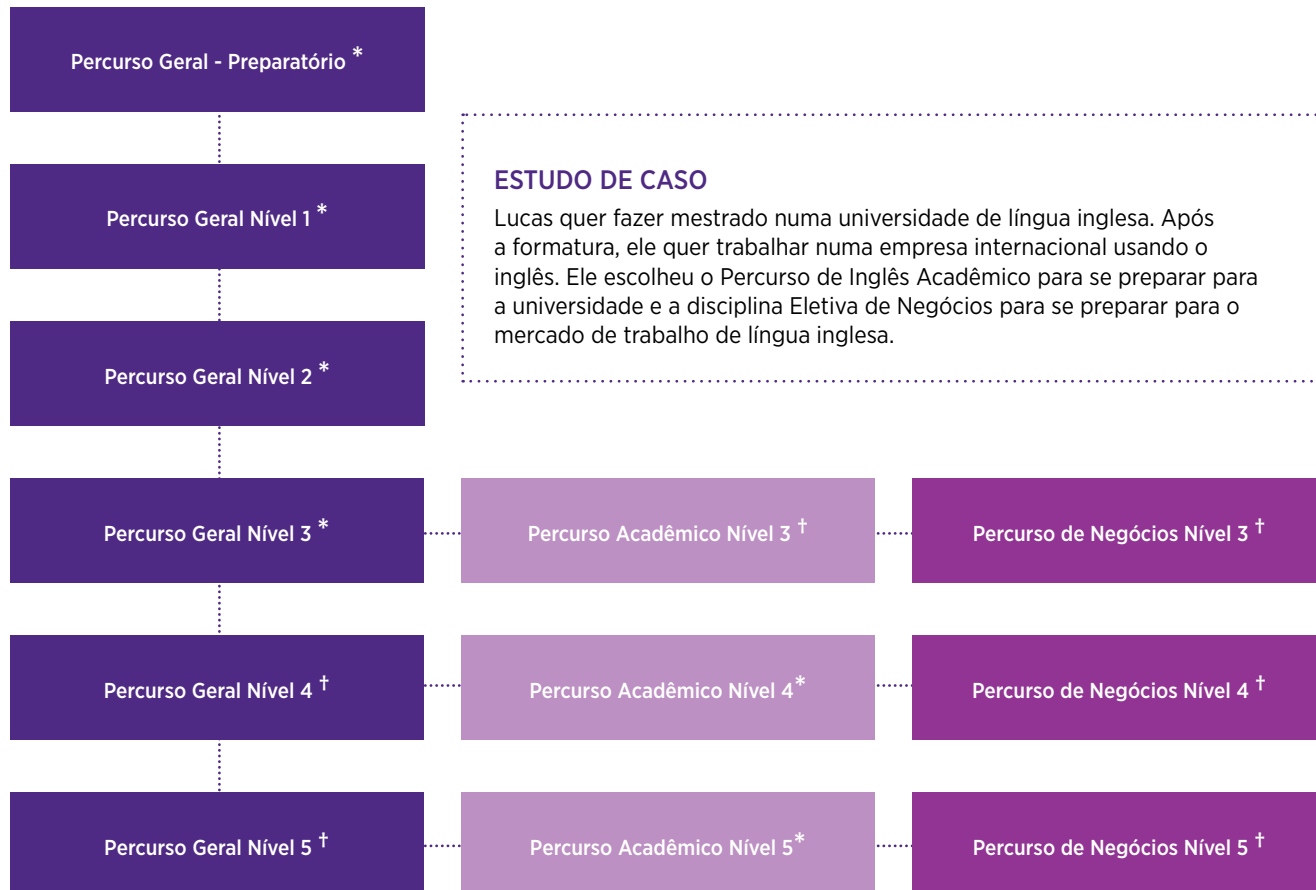 Percurso Geral - Preparatório *
ESTUDO DE CASO
Lucas quer fazer mestrado numa universidade de língua inglesa. Após
a formatura, ele quer trabalhar numa empresa internacional usando o
inglês. Ele escolheu o Percurso de Inglês Acadêmico para se preparar para
a universidade e a disciplina Eletiva de Negócios para se preparar para o
mercado de trabalho de língua inglesa.
Percurso Geral Nível 1 *
Percurso Geral Nível 2 *
Percurso Geral Nível 3 *
Percurso Acadêmico Nível 3 †
Percurso de Negócios Nível 3 †
Percurso Geral Nível 4 †
Percurso Acadêmico Nível 4*
Percurso de Negócios Nível 4 †
Percurso Geral Nível 5 †
Percurso Acadêmico Nível 5*
Percurso de Negócios Nível 5 †